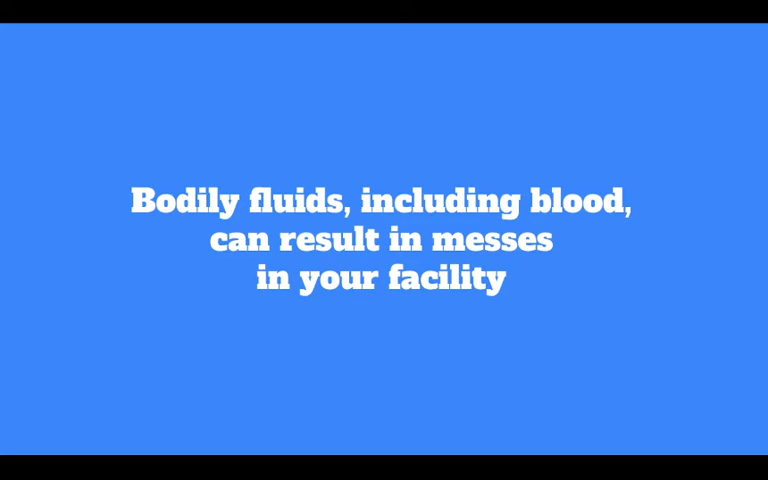 Bodily fluids, including blood,
can result in messes
in your facility